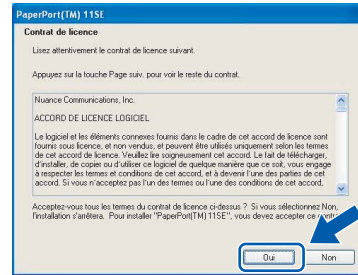 PaperPort(TM) 11SE
Contrat de licence
Lisez attentivement le contrat de licence suivant.
Appuyez sur la touche Page suiv. pour voir le reste du contrat.
Nuance Communications, Inc.
ACCORD DE LICENCE LOGICIEL
Le logiciel et les éléments connexes fournis dans le cadre de cet accord de licence sont
fournis sous licence, et non vendus, et peuvent être utilisés uniquement selon les termes
de cet accord de licence. Veuillez lire soigneusement cet accord. Le fait de télécharger,
d'installer, de copier ou d'utiliser ce logiciel de quelque manière que ce soit, vous engage
à respecter les termes et conditions de cet accord, et à devenir l'une des parties de cet
accord. Si vous n'acceptez pas l'un des termes ou l'une des conditions de cet accord,
Acceptez-vous tous les termes du contrat de licence ci-dessus ? Si vous sélectionnez Non,
l'installation s'arrêtera. Pour installer "PaperPort(TM) 11SE", vous devez accepter ce
Oui
Non